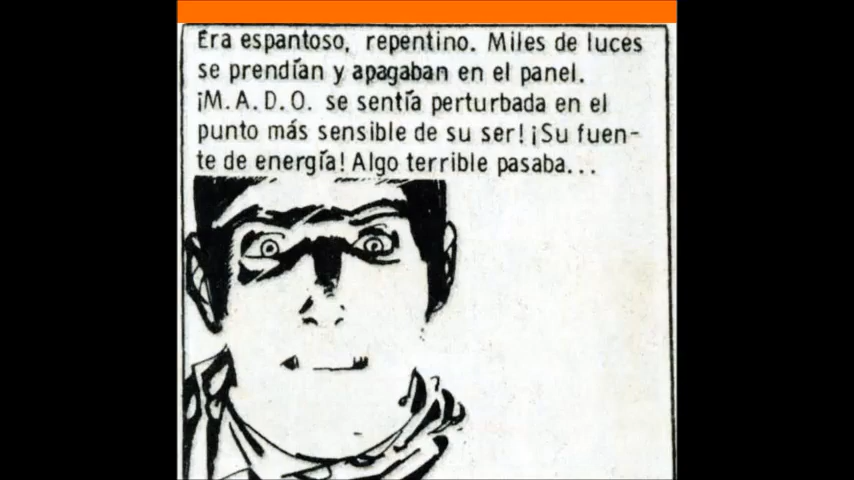 Era espantoso, repentino. Miles de luces
se prendían y apagaban en el panel.
¡M.A.D.O. se sentía perturbada en el
punto más sensible de su ser! ¡Su fuen-
te de energía! Algo terrible pasaba...